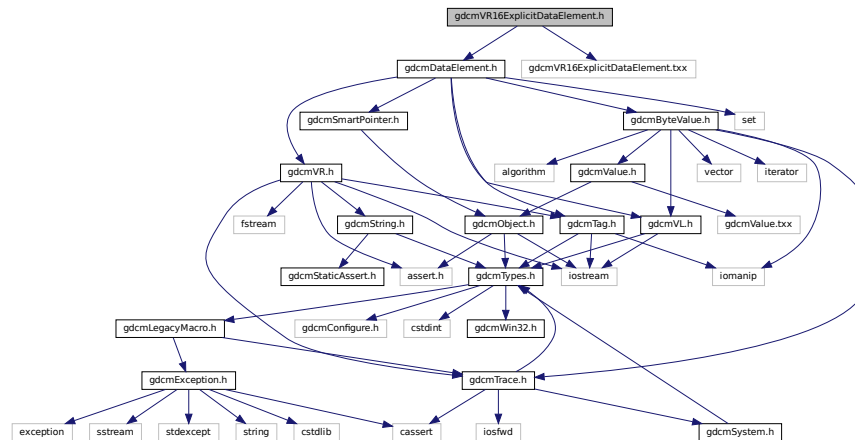 gdcmVR16ExplicitDataElement.h
gdcmDataElement.h
gdcmVR16ExplicitDataElement.txx
gdcmSmartPointer.h
gdcmByteValue.h
set
gdcmVR.h
algorithm
gdcmValue.h
vector
iterator
fstream
gdcmString.h
gdcmObject.h
gdcmTag.h
gdcmVL.h
gdcmValue.txx
gdcmStaticAssert.h
assert.h
gdcmTypes.h
iostream
iomanip
gdcmLegacyMacro.h
gdcmConfigure.h
cstdint
gdcmWin32.h
gdcmException.h
gdcmTrace.h
exception
sstream
stdexcept
string
cstdlib
cassert
iosfwd
gdcmSystem.h